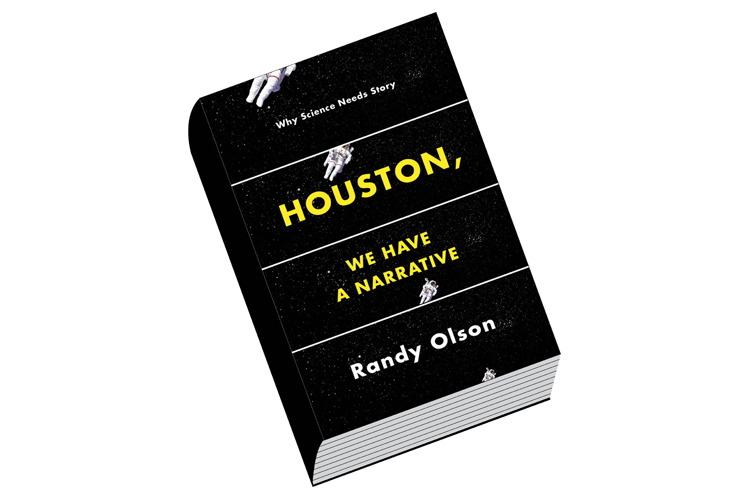 Why Science Needs Story
HOUSTON,
WE HAVE
A NARRATIVE
Randy Olson